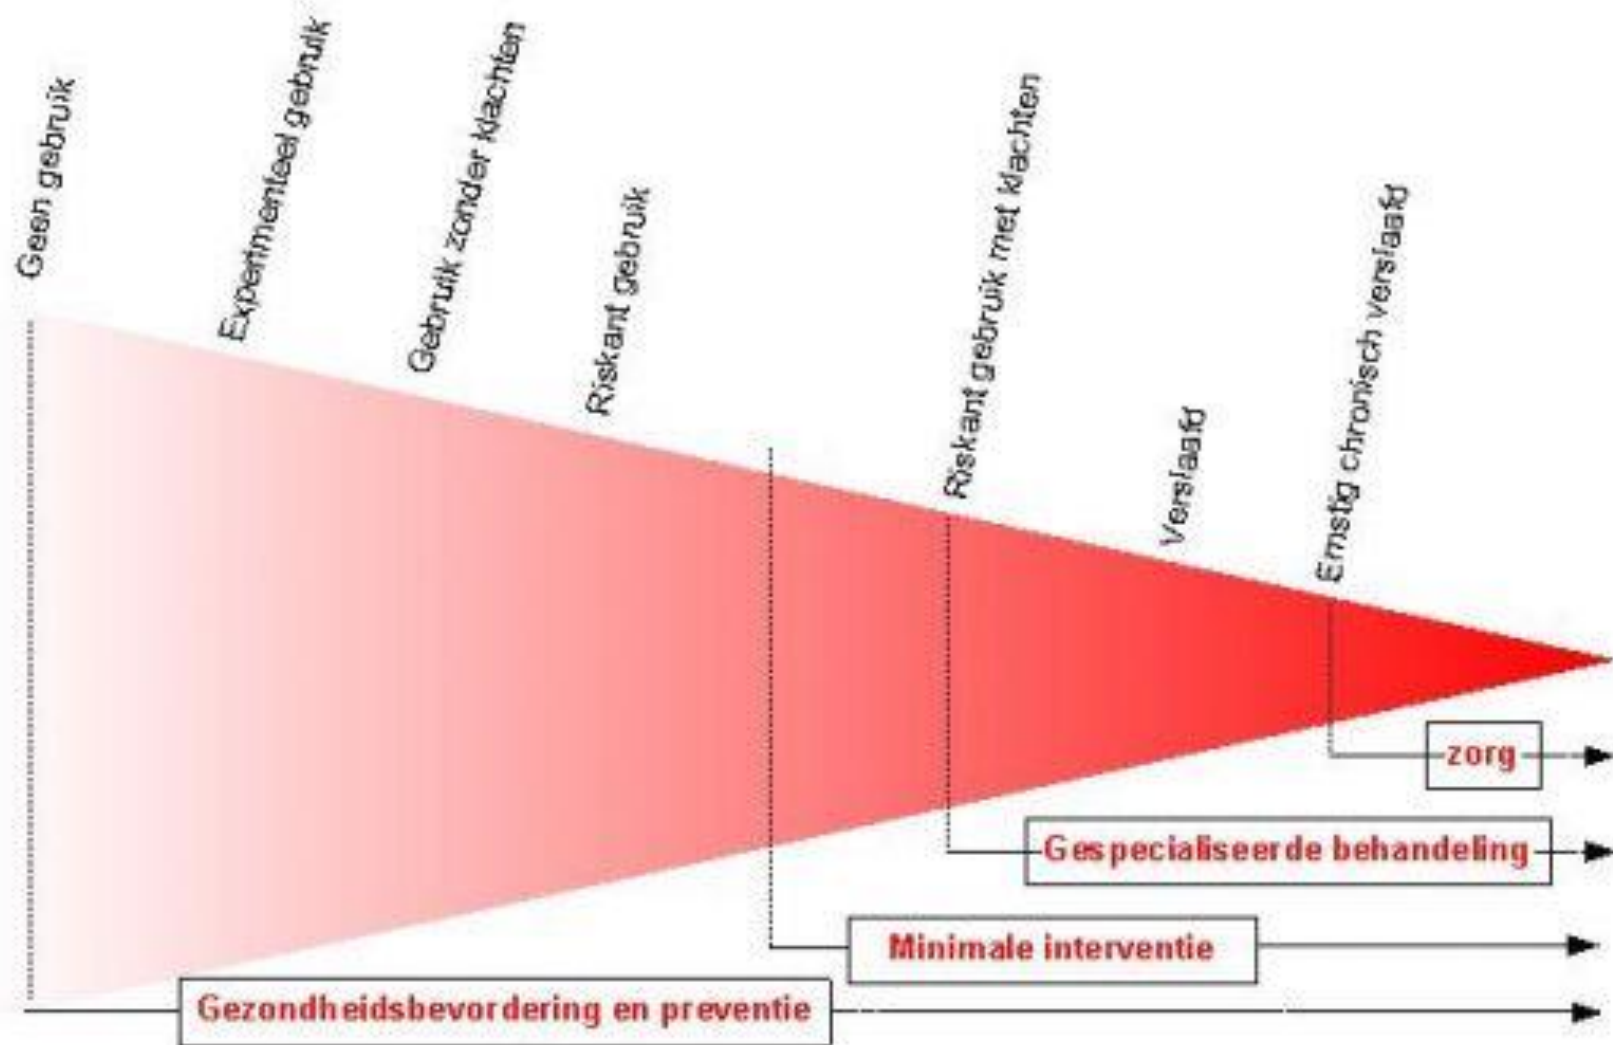 Geen gebruik
Experimenteel gebruik
Gebruik zonder klachten
Riskant gebruik
Riskant gebruik met klachten
Verslaafd
Ernstig chronisch verslaafd
zorg
Gespecialiseerde behandeling
Minimale interventie
Gezondheidsbevordering en preventie